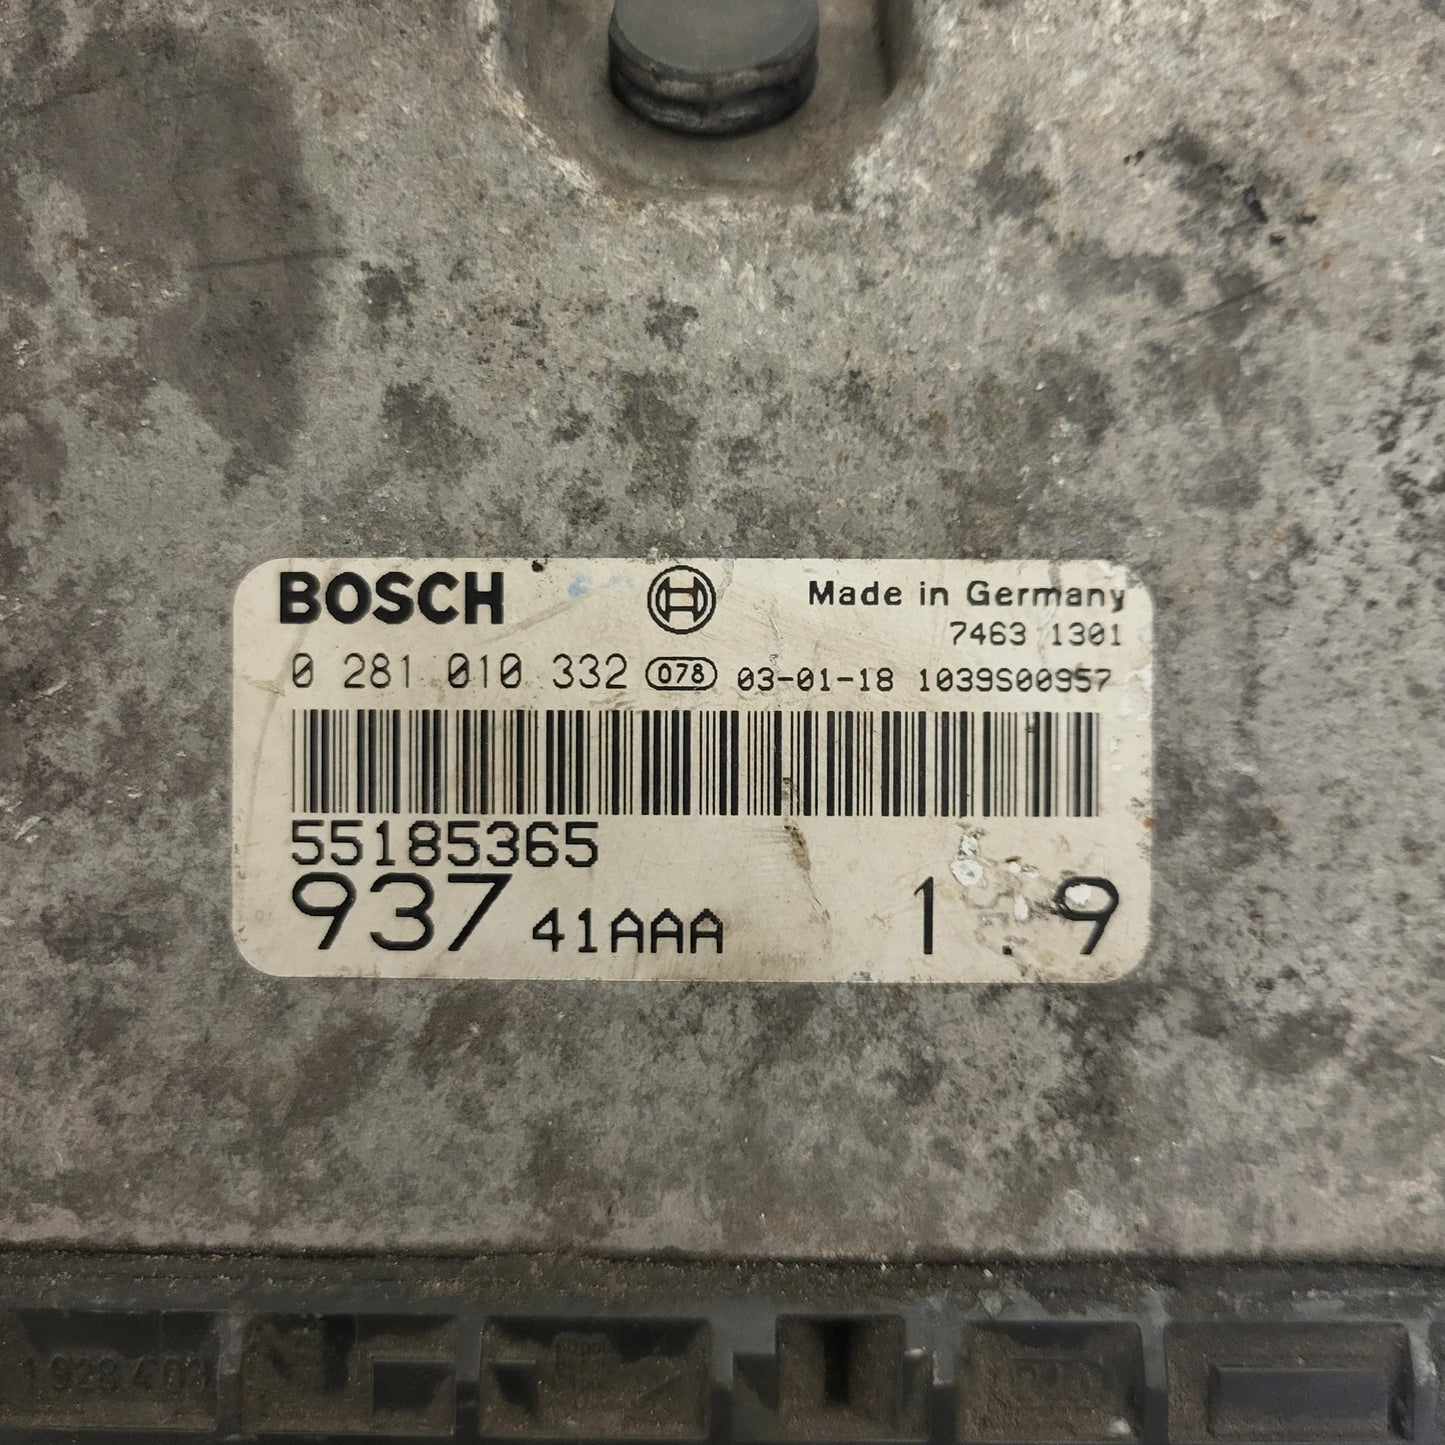 BOSCH Made in Germany
7463 1301
0 281 010 332 078 03-01-18 1039S00957
55185365
937 41AAA 1.9